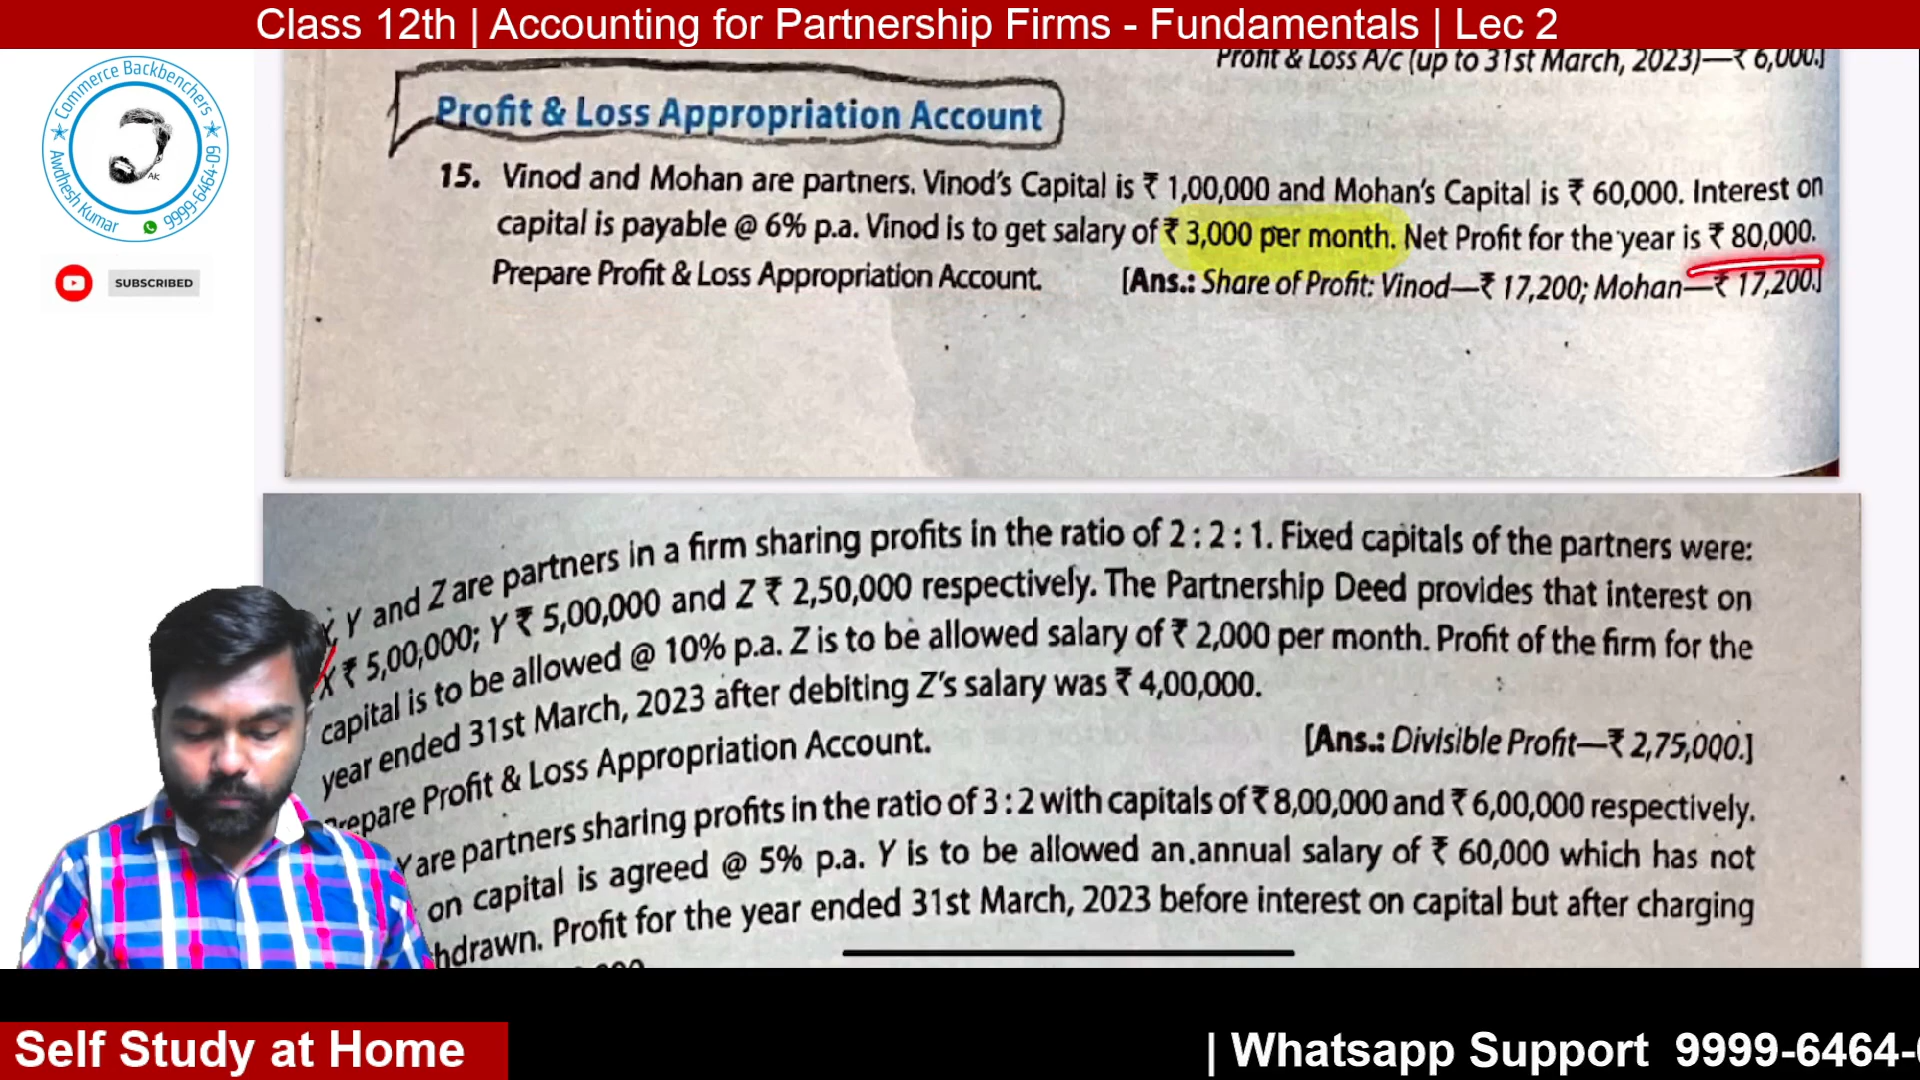 Class 12th | Accounting for Partnership Firms - Fundamentals | Lec 2
Commerce Backbenchers
AK
Awdhesh Kumar
9999-6464-09
SUBSCRIBED
Profit & Loss A/c (up to 31st March, 2023)—₹ 6,000.]
Profit & Loss Appropriation Account
15. Vinod and Mohan are partners. Vinod's Capital is ₹ 1,00,000 and Mohan's Capital is ₹ 60,000. Interest on
capital is payable @ 6% p.a. Vinod is to get salary of ₹ 3,000 per month. Net Profit for the year is ₹ 80,000.
Prepare Profit & Loss Appropriation Account. [Ans.: Share of Profit: Vinod—₹ 17,200; Mohan—₹ 17,200.]
Y and Z are partners in a firm sharing profits in the ratio of 2 : 2 : 1. Fixed capitals of the partners were:
X ₹ 5,00,000; Y ₹ 5,00,000 and Z ₹ 2,50,000 respectively. The Partnership Deed provides that interest on
capital is to be allowed @ 10% p.a. Z is to be allowed salary of ₹ 2,000 per month. Profit of the firm for the
year ended 31st March, 2023 after debiting Z's salary was ₹ 4,00,000.
Prepare Profit & Loss Appropriation Account. [Ans.: Divisible Profit—₹ 2,75,000.]
Y are partners sharing profits in the ratio of 3 : 2 with capitals of ₹ 8,00,000 and ₹ 6,00,000 respectively.
on capital is agreed @ 5% p.a. Y is to be allowed an annual salary of ₹ 60,000 which has not
hdrawn. Profit for the year ended 31st March, 2023 before interest on capital but after charging
Self Study at Home
| Whatsapp Support 9999-6464-